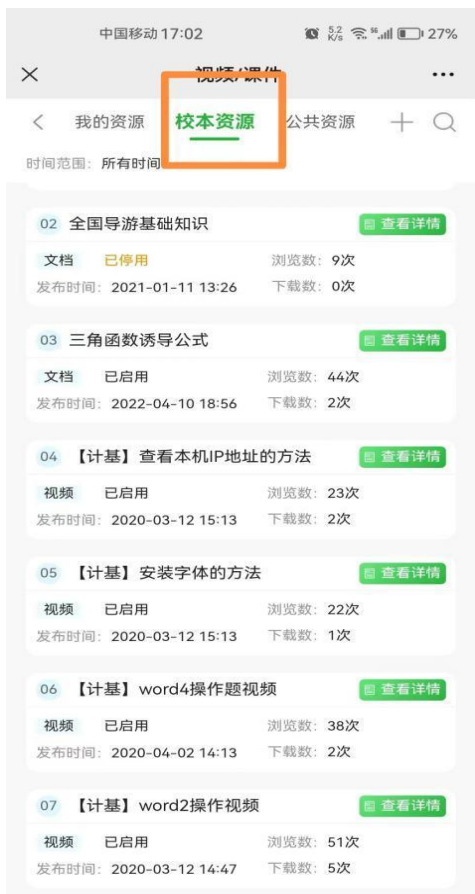 中国移动 17:02 5.2 K/s 27%
视频/课件
我的资源 校本资源 公共资源
时间范围: 所有时间
02 全国导游基础知识 查看详情
文档 已停用 浏览数: 9次
发布时间: 2021-01-11 13:26 下载数: 0次
03 三角函数诱导公式 查看详情
文档 已启用 浏览数: 44次
发布时间: 2022-04-10 18:56 下载数: 2次
04 【计基】查看本机IP地址的方法 查看详情
视频 已启用 浏览数: 23次
发布时间: 2020-03-12 15:13 下载数: 2次
05 【计基】安装字体的方法 查看详情
视频 已启用 浏览数: 22次
发布时间: 2020-03-12 15:13 下载数: 1次
06 【计基】word4操作题视频 查看详情
视频 已启用 浏览数: 38次
发布时间: 2020-04-02 14:13 下载数: 2次
07 【计基】word2操作视频 查看详情
视频 已启用 浏览数: 51次
发布时间: 2020-03-12 14:47 下载数: 5次